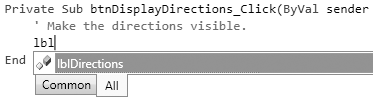 Private Sub btnDisplayDirections_Click(ByVal sender
' Make the directions visible.
lbl
End
lblDirections
Common All